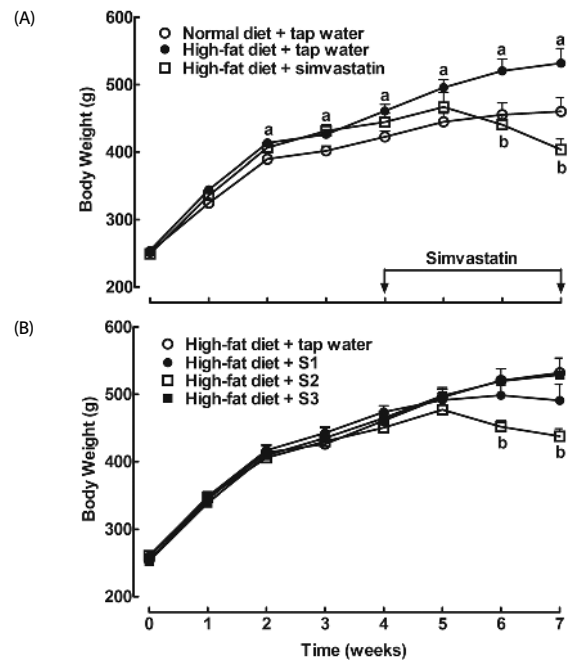 (A)
600
500
400
300
200
Body Weight (g)
Normal diet + tap water
High-fat diet + tap water
High-fat diet + simvastatin
a
a
a
a
a
a
b
b
Simvastatin
(B)
600
500
400
300
200
Body Weight (g)
High-fat diet + tap water
High-fat diet + S1
High-fat diet + S2
High-fat diet + S3
b
b
0 1 2 3 4 5 6 7
Time (weeks)